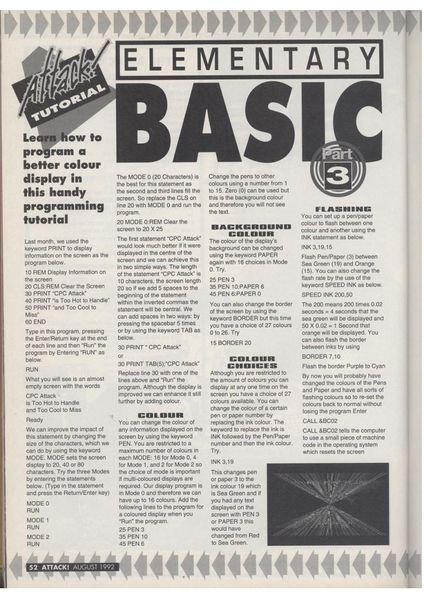 Attack!
TUTORIAL
ELEMENTARY
BASIC
Part
3
Learn how to
program a
better colour
display in
this handy
programming
tutorial
Last month, we used the
keyword PRINT to display
information on the screen as the
program below.
10 REM Display Information on
the screen
20 CLS:REM Clear the Screen
30 PRINT "CPC Attack"
40 PRINT "is Too Hot to Handle"
50 PRINT "and Too Cool to
Miss"
60 END
Type in this program, pressing
the Enter/Return key at the end
of each line and then "Run" the
program by Entering "RUN" as
below.
RUN
What you will see is an almost
empty screen with the words
CPC Attack
is Too Hot to Handle
and Too Cool to Miss
Ready
We can improve the impact of
this statement by changing the
size of the characters, which we
can do by using the keyword
MODE. MODE sets the screen
display to 20, 40 or 80
characters. Try the three Modes
by entering the statements
below. (Type in the statement
and press the Return/Enter key)
MODE 0
RUN
MODE 1
RUN
MODE 2
RUN
The MODE 0 (20 Characters) is
the best for this statement as
the second and third lines fill the
screen. So replace the CLS on
line 20 with MODE 0 and run the
program.
20 MODE 0:REM Clear the
screen to 20 X 25
The first statement "CPC Attack"
would look much better if it were
displayed in the centre of the
screen and we can achieve this
in two simple ways. The length
of the statement "CPC Attack" is
10 characters, the screen length
20 so if we add 5 spaces to the
beginning of the statement
within the inverted commas the
statement will be central. We
can add spaces in two ways: by
pressing the spacebar 5 times
or by using the keyword TAB as
below.
30 PRINT " CPC Attack"
or
30 PRINT TAB(5);"CPC Attack"
Replace line 30 with one of the
lines above and "Run" the
program. Although the display is
improved we can enhance it still
further by adding colour.
COLOUR
You can change the colour of
any information displayed on the
screen by using the keyword
PEN. You are restricted to a
maximum number of colours in
each MODE: 16 for Mode 0, 4
for Mode 1, and 2 for Mode 2 so
the choice of mode is important
if multi-coloured displays are
required. Our display program is
in Mode 0 and therefore we can
have up to 16 colours. Add the
following lines to the program for
a coloured display when you
"Run" the program.
25 PEN 3
35 PEN 10
45 PEN 6
Change the pens to other
colours using a number from 1
to 15. Zero (0) can be used but
this is the background colour
and therefore you will not see
the text.
BACKGROUND
COLOUR
The colour of the display's
background can be changed
using the keyword PAPER
again with 16 choices in Mode
0. Try.
25 PEN 3
35 PEN 10:PAPER 6
45 PEN 6:PAPER 0
You can also change the border
of the screen by using the
keyword BORDER but this time
you have a choice of 27 colours
0 to 26. Try
15 BORDER 20
COLOUR
CHOICES
Although you are restricted to
the amount of colours you can
display at any one time on the
screen you have a choice of 27
colours available. You can
change the colour of a certain
pen or paper number by
replacing the ink colour. The
keyword to replace the ink is
INK followed by the Pen/Paper
number and then the ink colour.
Try.
INK 3,19
This changes pen
or paper 3 to the
ink colour 19 which
is Sea Green and if
you had any text
displayed on the
screen with PEN 3
or PAPER 3 this
would have
changed from Red
to Sea Green.
FLASHING
You can set up a pen/paper
colour to flash between one
colour and another using the
INK statement as below.
INK 3,19,15
Flash Pen/Paper (3) between
Sea Green (19) and Orange
(15). You can also change the
flash rate by the use of the
keyword SPEED INK as below.
SPEED INK 200,50
The 200 means 200 times 0.02
seconds = 4 seconds that the
sea green will be displayed and
50 X 0.02 = 1 Second that
orange will be displayed. You
can also flash the border
between inks by using
BORDER 7,10
Flash the border Purple to Cyan
By now you will probably have
changed the colours of the Pens
and Paper and have all sorts of
flashing colours so to re-set the
colours back to normal without
losing the program Enter
CALL &BC02
CALL &BC02 tells the computer
to use a small piece of machine
code in the operating system
which resets the screen
52 ATTACK! AUGUST 1992